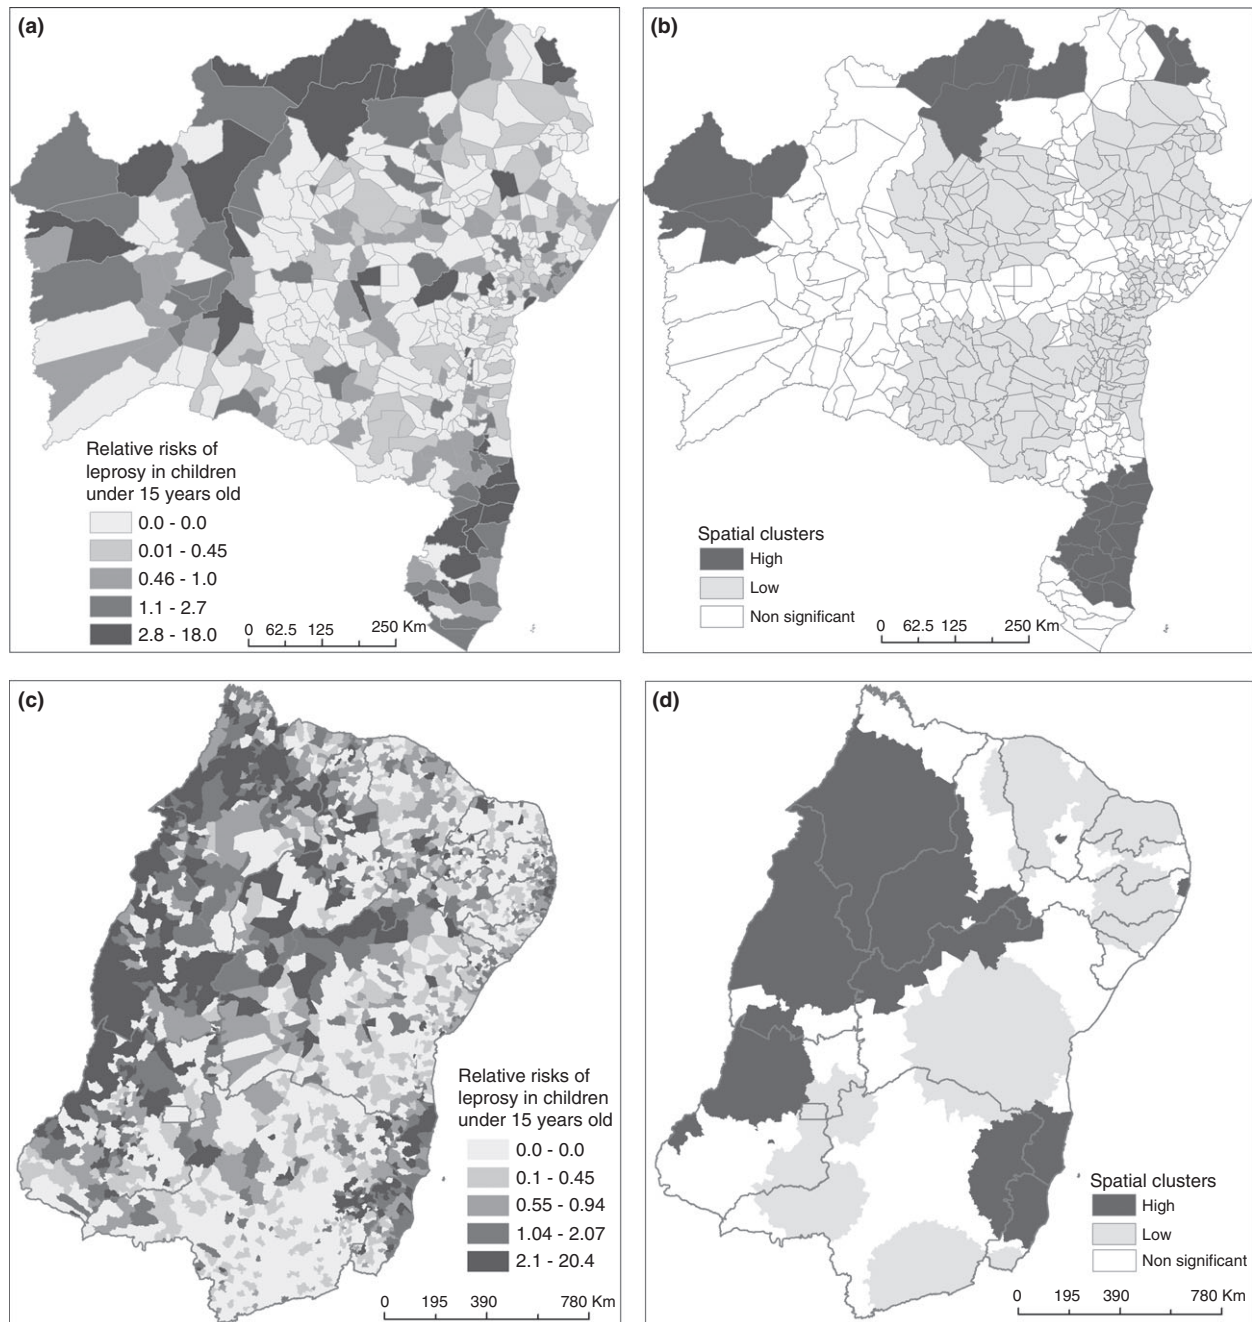 (a)
Relative risks of
leprosy in children
under 15 years old
0.0 - 0.0
0.01 - 0.45
0.46 - 1.0
1.1 - 2.7
2.8 - 18.0
0 62.5 125 250 Km
(b)
Spatial clusters
High
Low
Non significant
0 62.5 125 250 Km
(c)
Relative risks of
leprosy in children
under 15 years old
0.0 - 0.0
0.1 - 0.45
0.55 - 0.94
1.04 - 2.07
2.1 - 20.4
0 195 390 780 Km
(d)
Spatial clusters
High
Low
Non significant
0 195 390 780 Km